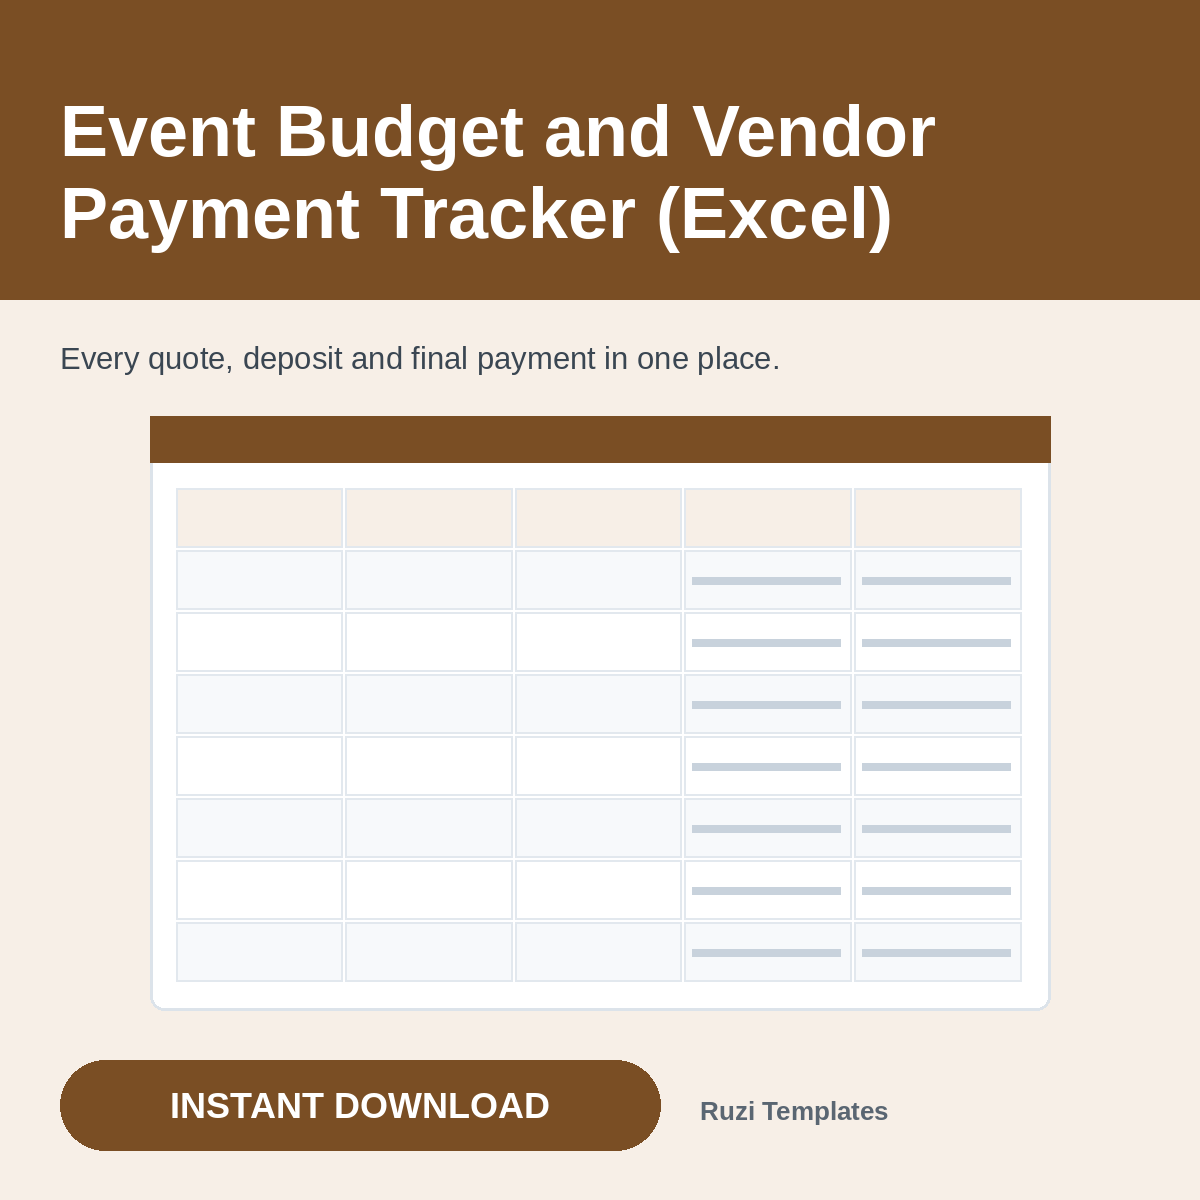 Event Budget and Vendor
Payment Tracker (Excel)
Every quote, deposit and final payment in one place.
INSTANT DOWNLOAD
Ruzi Templates